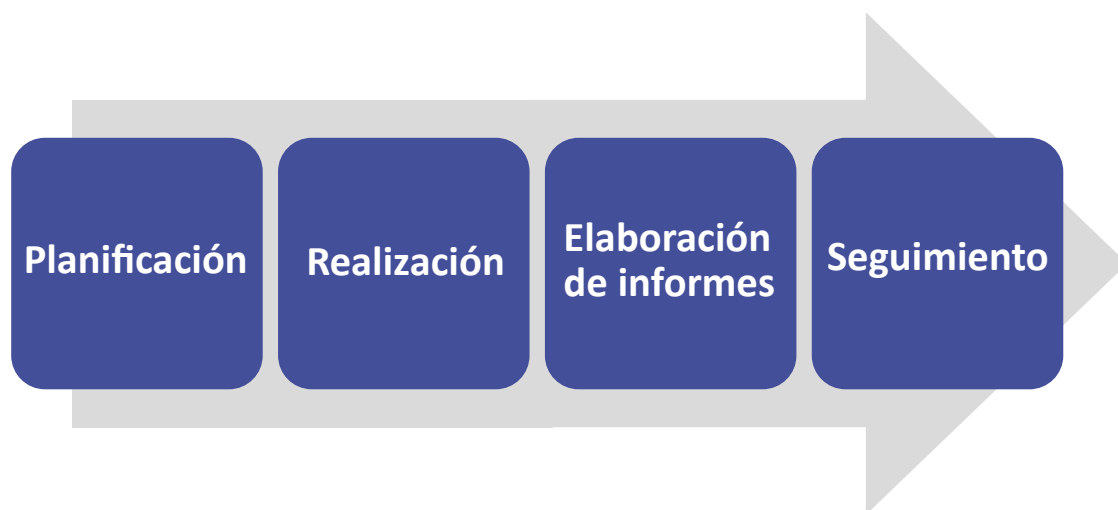 Planificación
Realización
Elaboración
de informes
Seguimiento